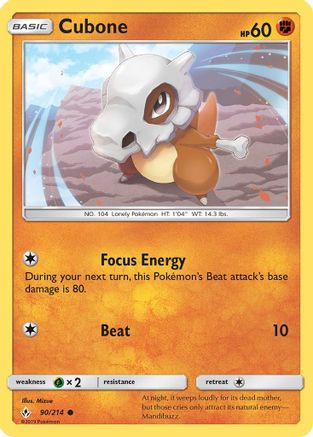 BASIC Cubone HP60
NO. 104 Lonely Pokémon HT: 1'04" WT: 14.3 lbs.
Focus Energy
During your next turn, this Pokémon's Beat attack's base
damage is 80.
Beat 10
weakness ×2 resistance retreat
Illus. Mizue
90/214
©2019 Pokémon
At night, it weeps loudly for its dead mother,
but those cries only attract its natural enemy—
Mandibuzz.